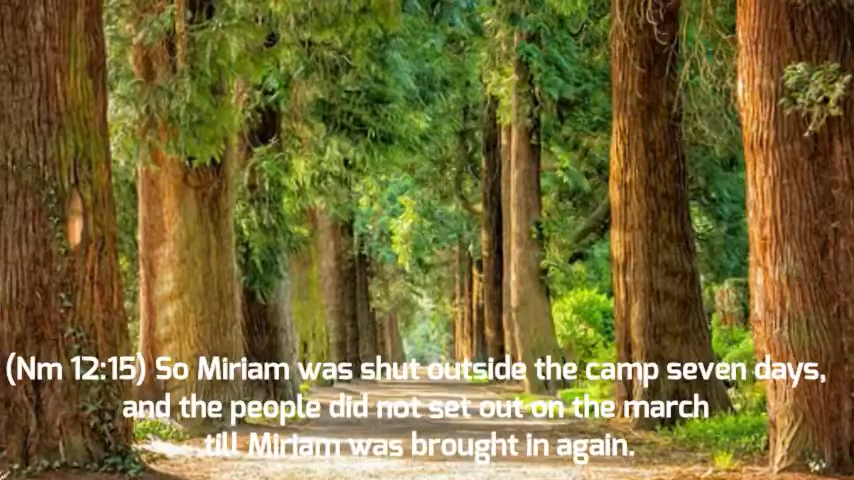 (Nm 12:15) So Miriam was shut outside the camp seven days,
and the people did not set out on the march
till Miriam was brought in again.